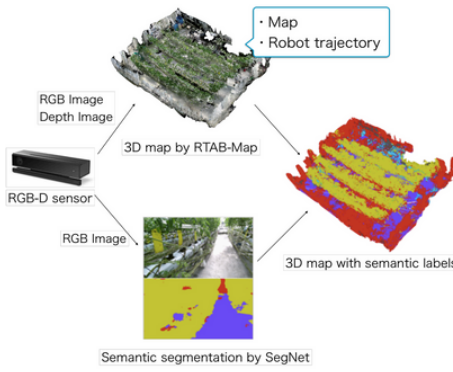 ・Map
・Robot trajectory
RGB Image
Depth Image
3D map by RTAB-Map
RGB-D sensor
RGB Image
3D map with semantic labels
Semantic segmentation by SegNet